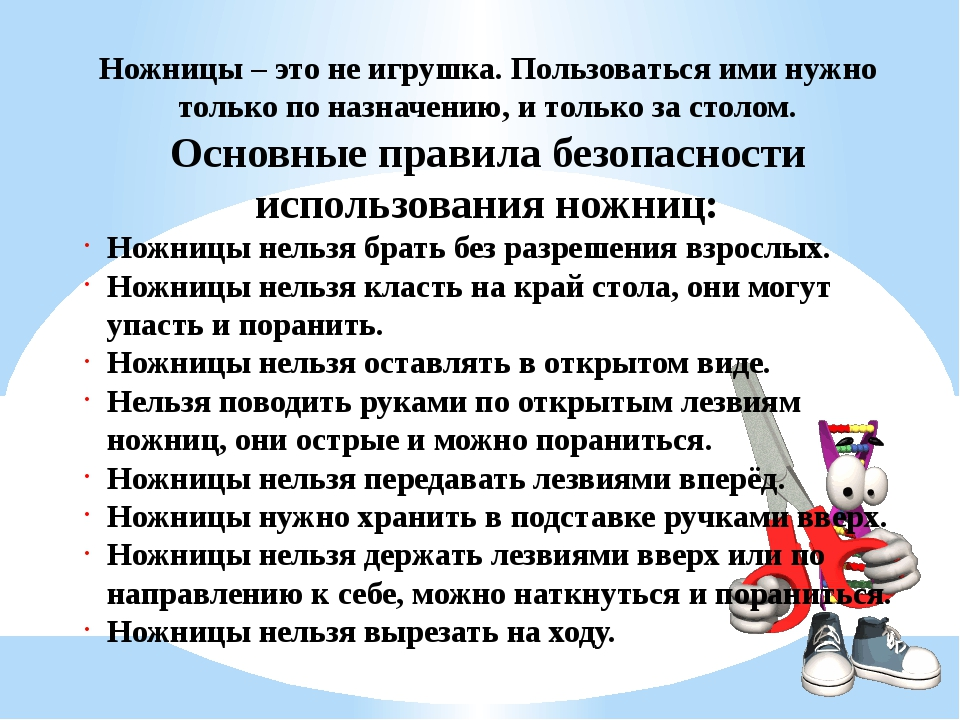 Ножницы – это не игрушка. Пользоваться ими нужно
только по назначению, и только за столом.
Основные правила безопасности
использования ножниц:
· Ножницы нельзя брать без разрешения взрослых.
· Ножницы нельзя класть на край стола, они могут
упасть и поранить.
· Ножницы нельзя оставлять в открытом виде.
· Нельзя поводить руками по открытым лезвиям
ножниц, они острые и можно пораниться.
· Ножницы нельзя передавать лезвиями вперёд.
· Ножницы нужно хранить в подставке ручками вверх.
· Ножницы нельзя держать лезвиями вверх или по
направлению к себе, можно наткнуться и пораниться.
· Ножницы нельзя вырезать на ходу.